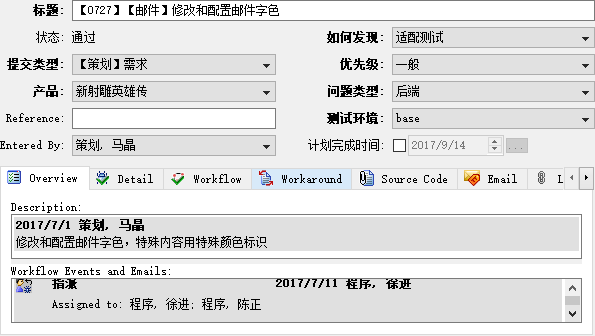 标题: 【0727】【邮件】修改和配置邮件字色
状态: 通过 如何发现: 适配测试
提交类型: 【策划】需求 优先级: 一般
产品: 新射雕英雄传 问题类型: 后端
Reference: 测试环境: base
Entered By: 策划, 马晶 计划完成时间: 2017/9/14 ...
Overview Detail Workflow Workaround Source Code Email L
Description:
2017/7/1 策划, 马晶
修改和配置邮件字色，特殊内容用特殊颜色标识
Workflow Events and Emails:
指派 2017/7/11 程序, 徐进
Assigned to: 程序, 徐进; 程序, 陈正